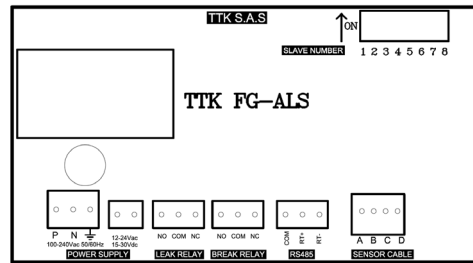 TTK S.A.S
ON
SLAVE NUMBER
1 2 3 4 5 6 7 8
TTK FG-ALS
P N
100-240Vac 50/60Hz
12-24Vac
15-30Vdc
NO COM NC
NO COM NC
COM
RT+
RT-
A B C D
POWER SUPPLY
LEAK RELAY
BREAK RELAY
RS485
SENSOR CABLE